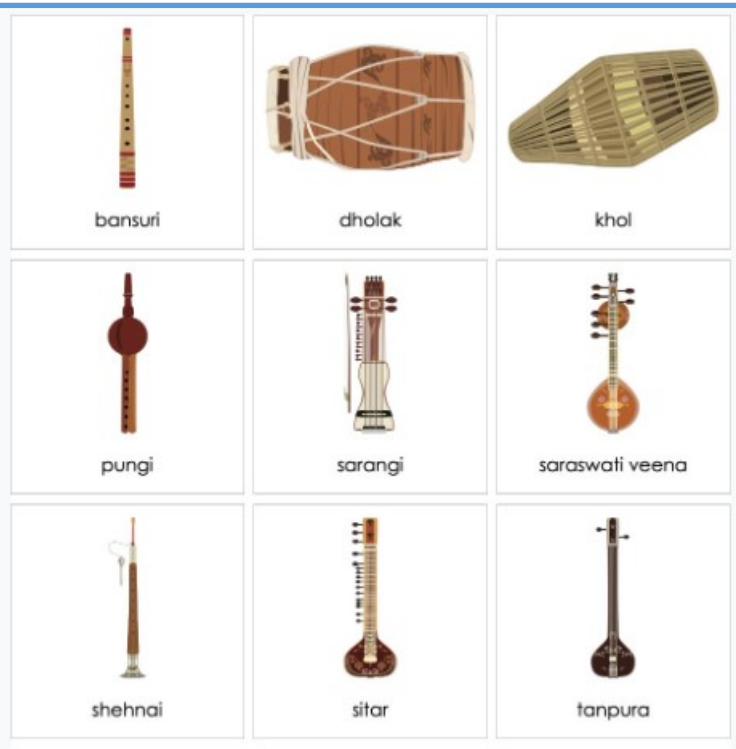 bansuri
dholak
khol
pungi
sarangi
saraswati veena
shehnai
sitar
tanpura